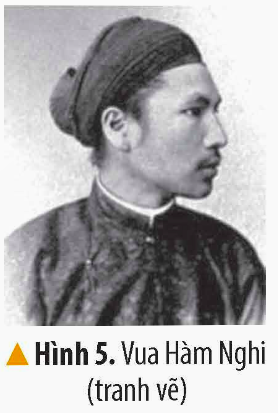 ▲ Hình 5. Vua Hàm Nghi
(tranh vẽ)